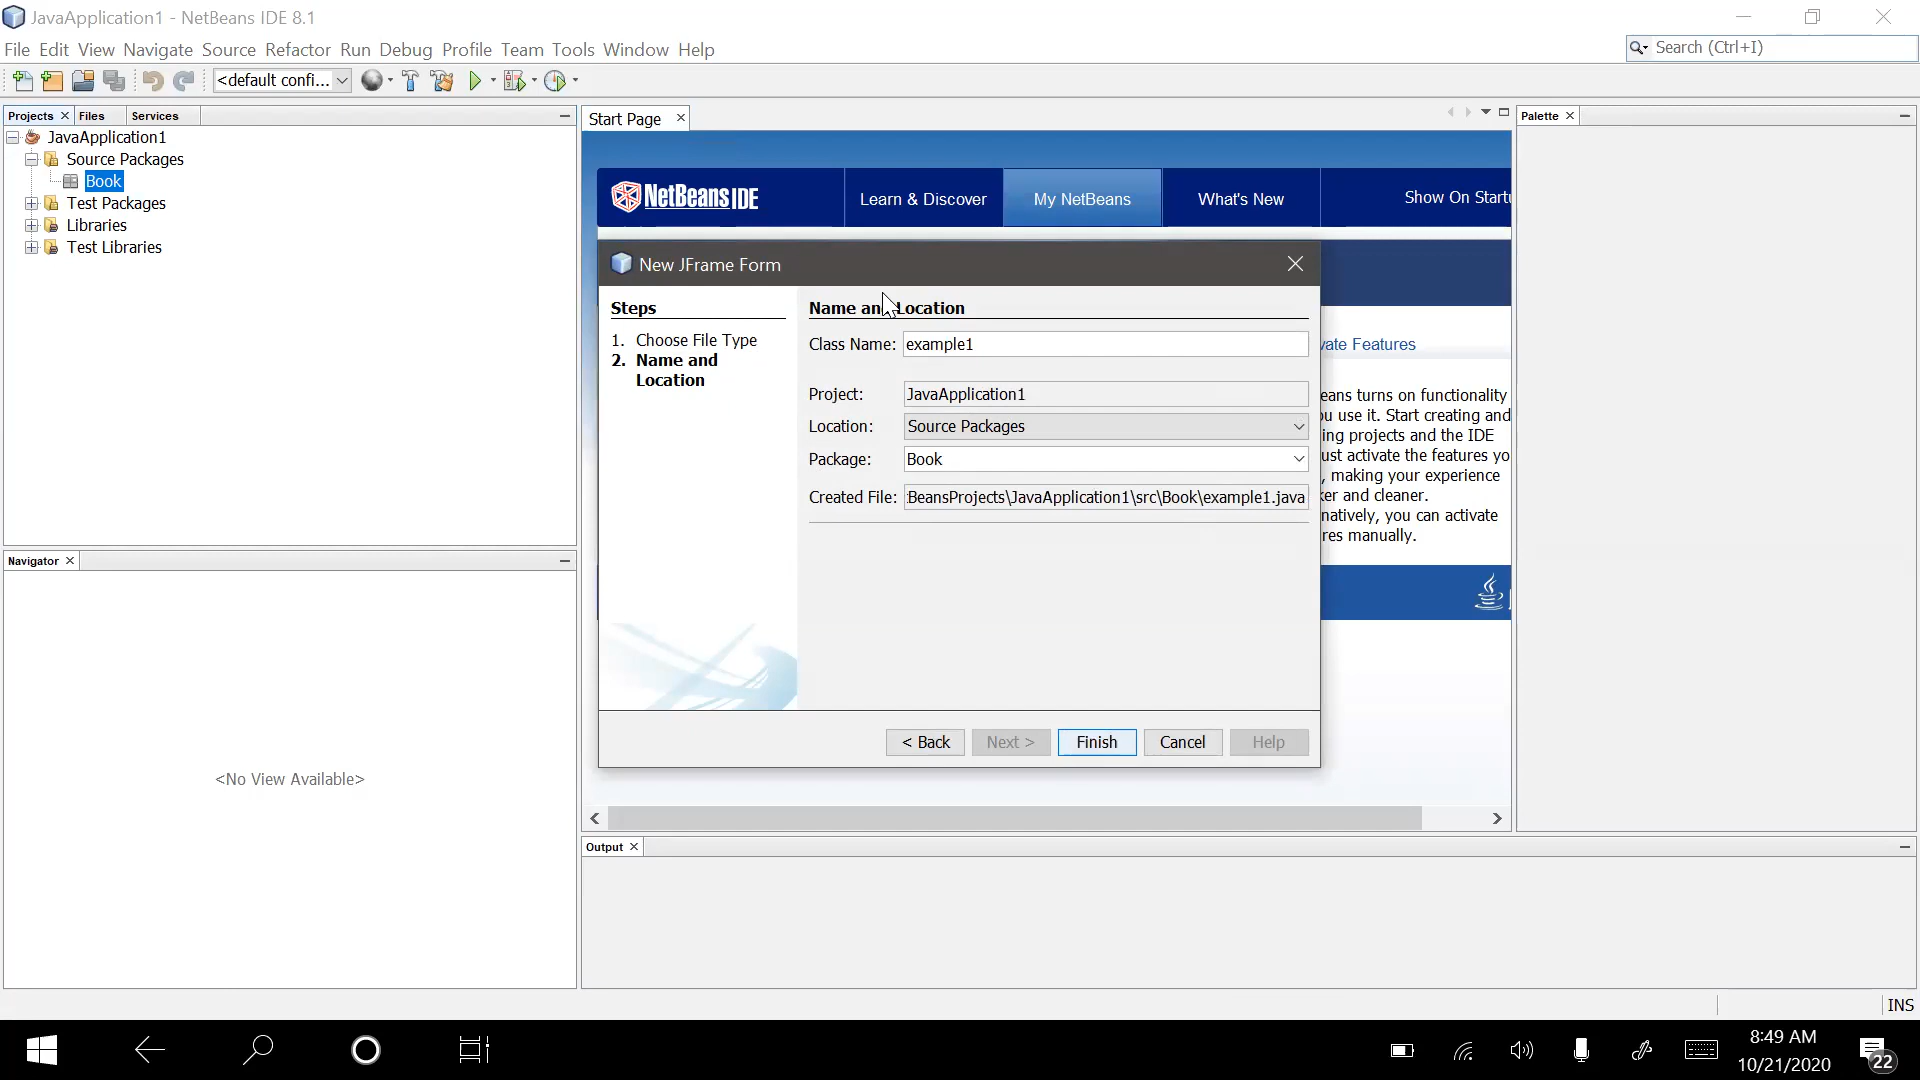 JavaApplication1 - NetBeans IDE 8.1
File Edit View Navigate Source Refactor Run Debug Profile Team Tools Window Help
Search (Ctrl+I)
<default confi...
Projects Files Services
JavaApplication1
Source Packages
Book
Test Packages
Libraries
Test Libraries
Navigator
<No View Available>
Start Page
NetBeans IDE
Learn & Discover
My NetBeans
What's New
Show On Startu
New JFrame Form
Steps
1. Choose File Type
2. Name and
Location
Name and Location
Class Name: example1
Project: JavaApplication1
Location: Source Packages
Package: Book
Created File: :BeansProjects\JavaApplication1\src\Book\example1.java
< Back Next > Finish Cancel Help
vate Features
eans turns on functionality
ou use it. Start creating and
ing projects and the IDE
ust activate the features yo
, making your experience
ker and cleaner.
natively, you can activate
res manually.
Palette
Output
INS
8:49 AM
10/21/2020
22